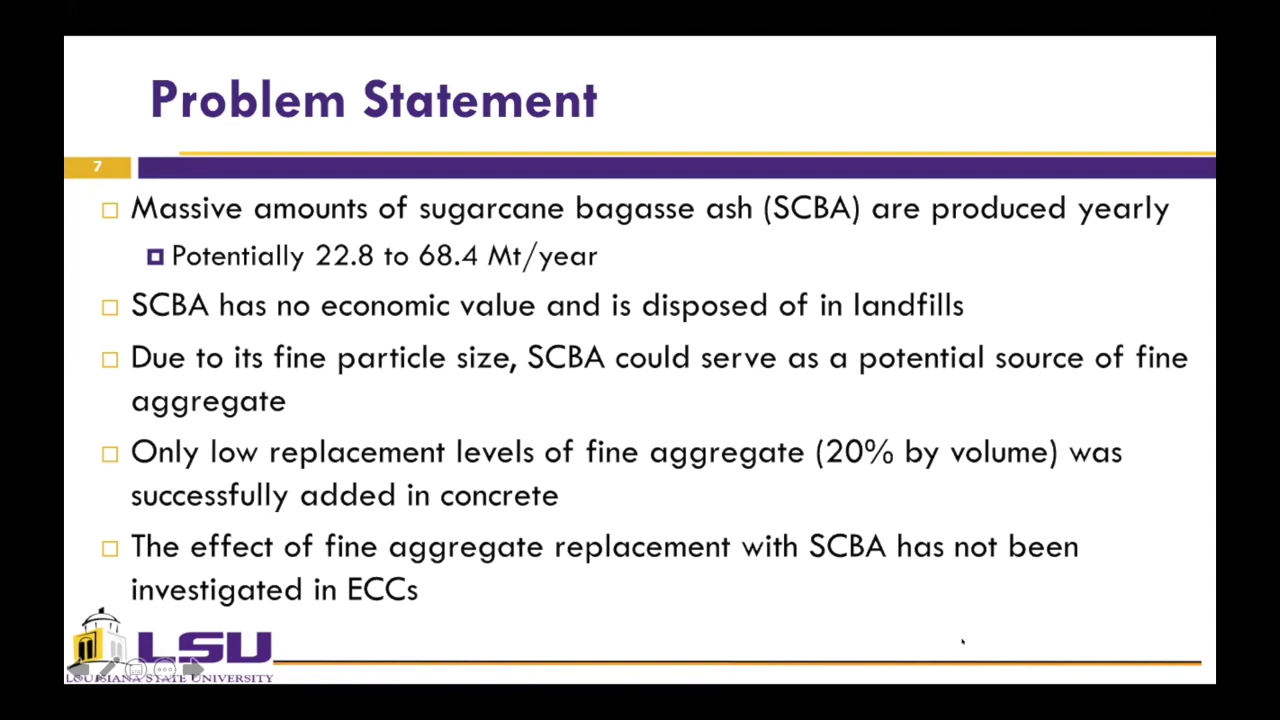 Problem Statement
7
Massive amounts of sugarcane bagasse ash (SCBA) are produced yearly
Potentially 22.8 to 68.4 Mt/year
SCBA has no economic value and is disposed of in landfills
Due to its fine particle size, SCBA could serve as a potential source of fine
aggregate
Only low replacement levels of fine aggregate (20% by volume) was
successfully added in concrete
The effect of fine aggregate replacement with SCBA has not been
investigated in ECCs
LSU
LOUISIANA STATE UNIVERSITY